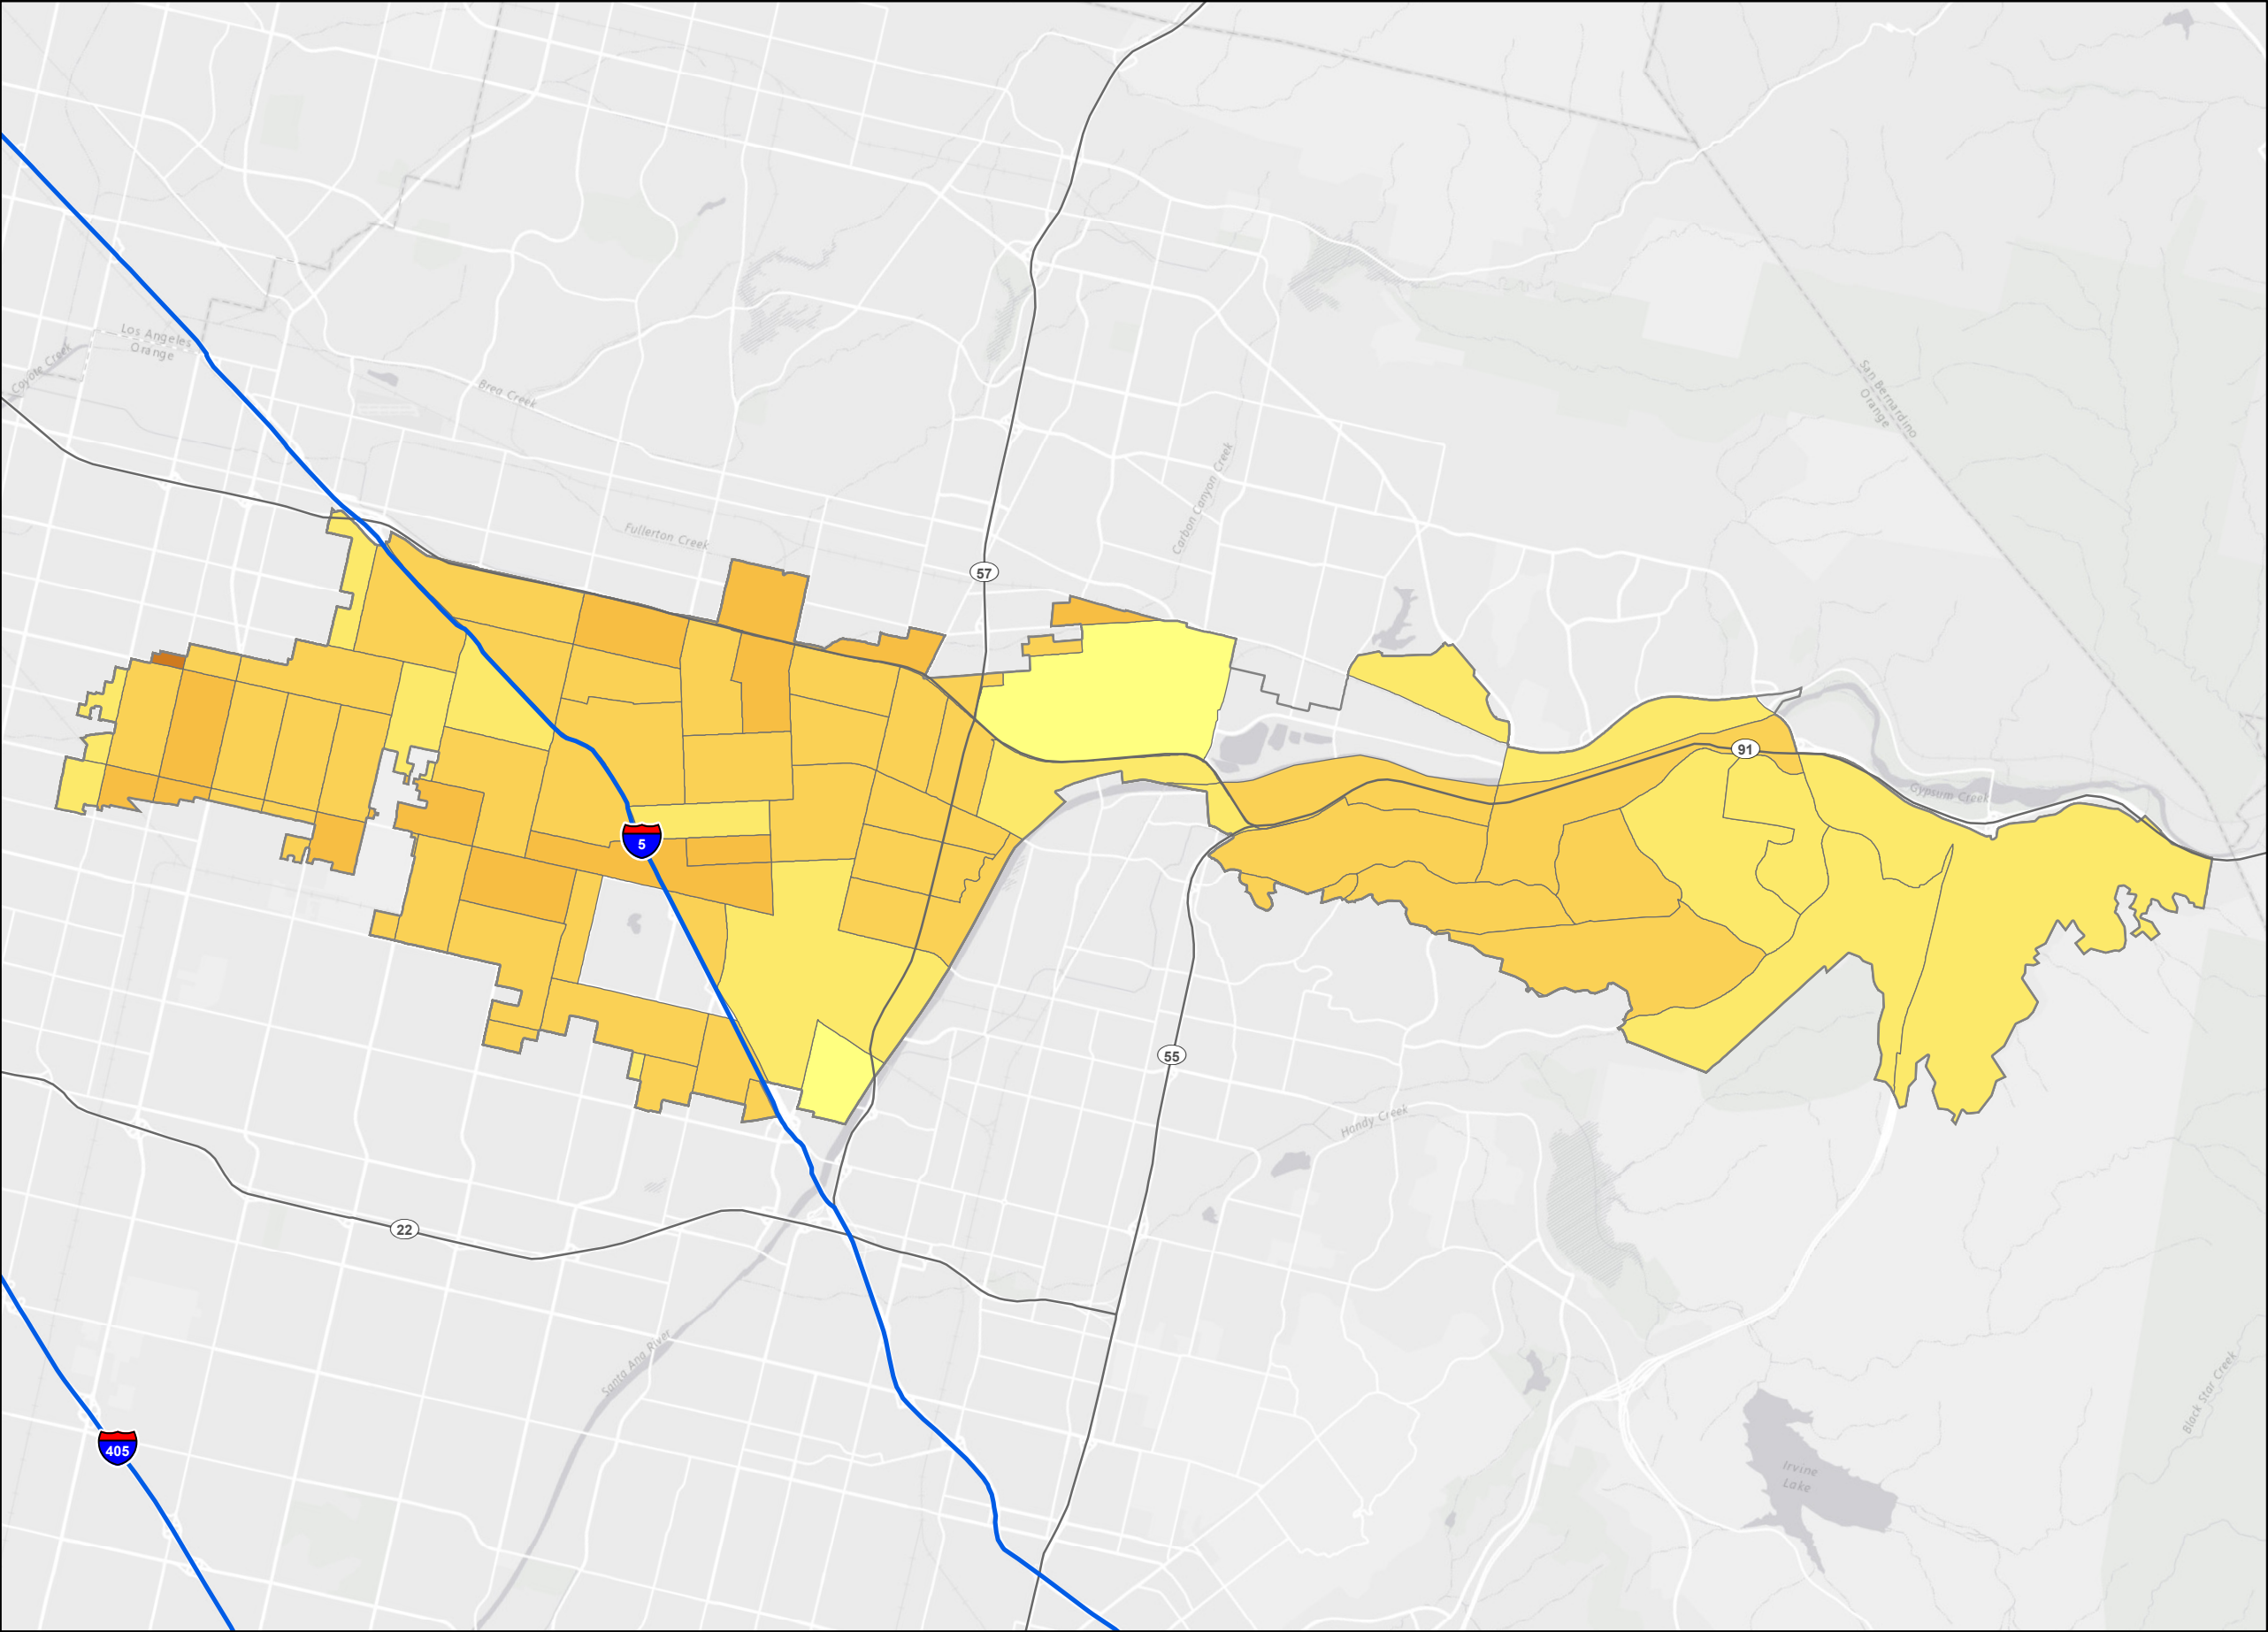 Los Angeles
Orange
Coyote Creek
Brea Creek
Fullerton Creek
Carbon Canyon Creek
San Bernardino
Orange
57
91
Gypsum Creek
5
55
Handy Creek
22
Santa Ana River
405
Irvine
Lake
Black Star Creek